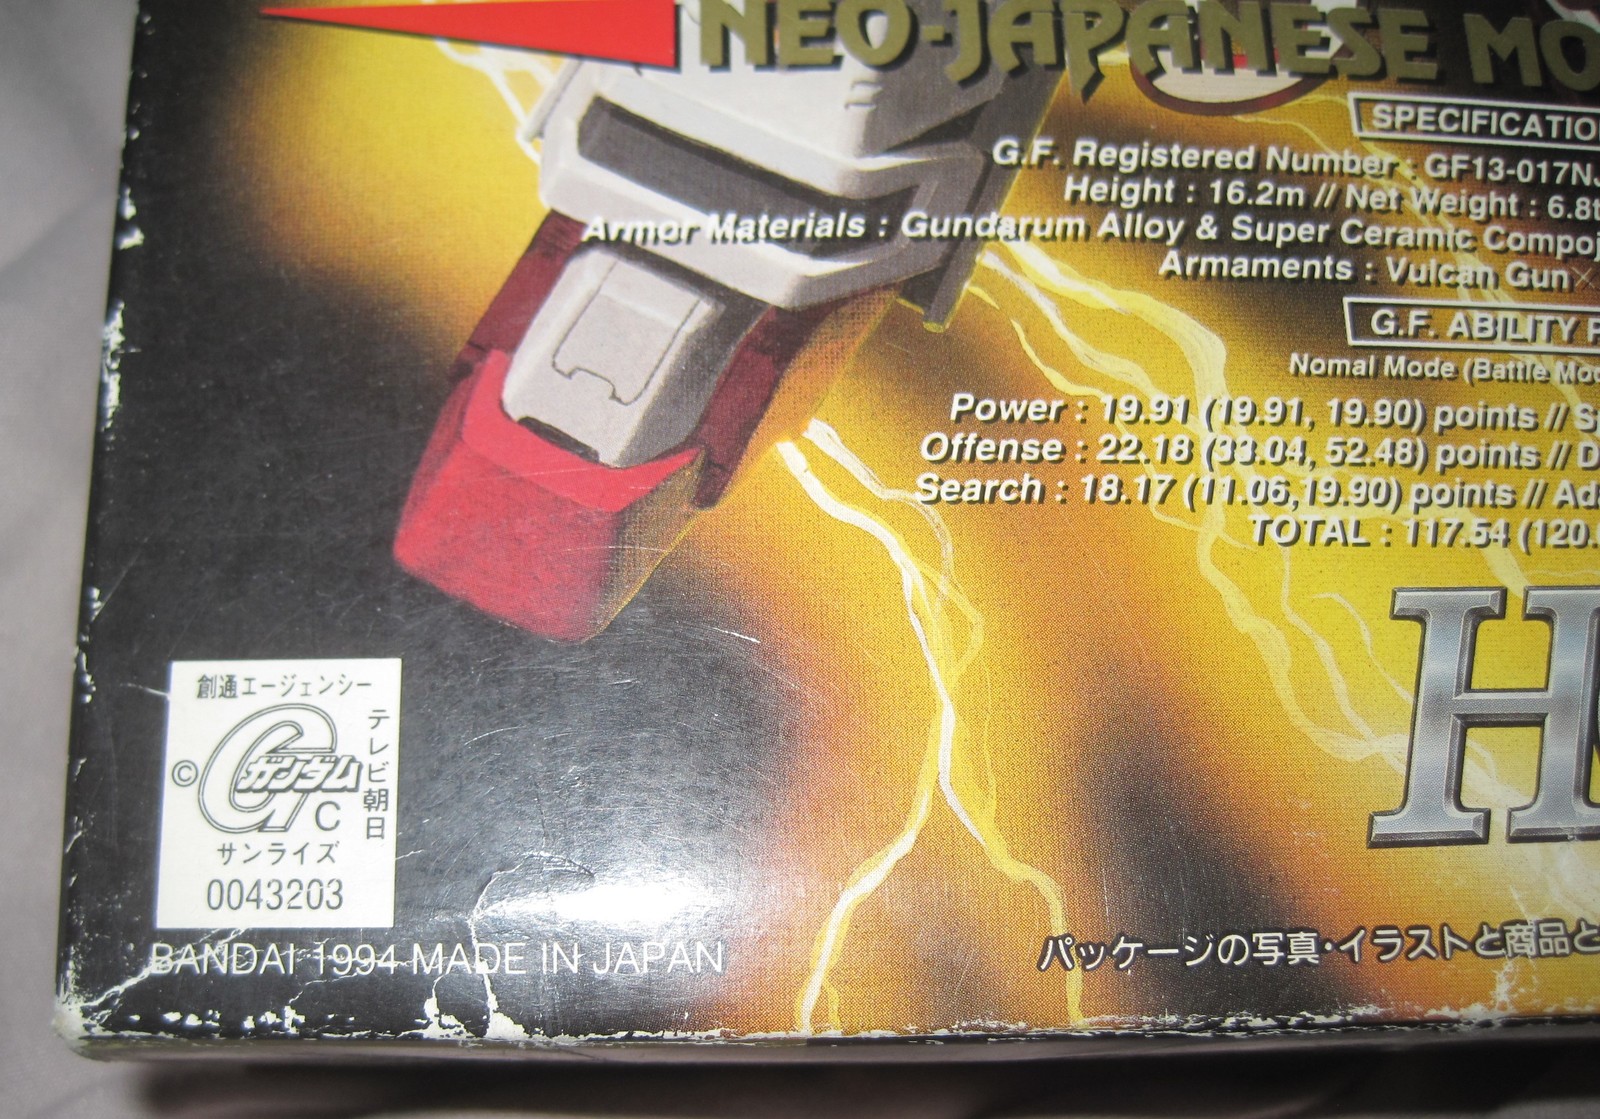 NEO-JAPANESE MO
SPECIFICATIO
G.F. Registered Number : GF13-017NJ
Height : 16.2m // Net Weight : 6.8t
Armor Materials : Gundarum Alloy & Super Ceramic Compoj
Armaments : Vulcan Gun×
G.F. ABILITY P
Nomal Mode (Battle Mod
Power : 19.91 (19.91, 19.90) points // Sp
Offense : 22.18 (33.04, 52.48) points // D
Search : 18.17 (11.06,19.90) points // Ad
TOTAL : 117.54 (120.
H
創通エージェンシー
テレビ朝日
© Gガンダム
C
サンライズ
0043203
BANDAI 1994 MADE IN JAPAN
パッケージの写真・イラストと商品と